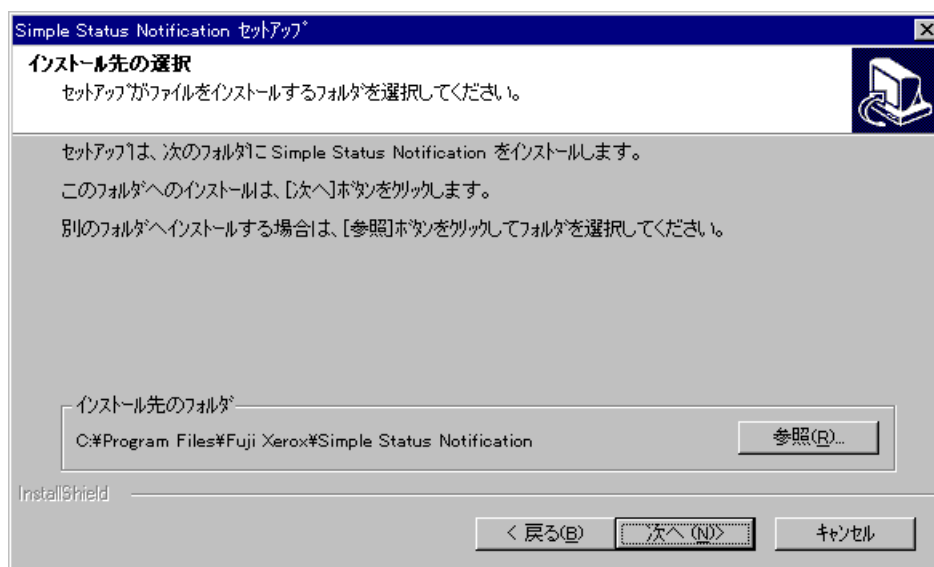 Simple Status Notification ｾｯﾄｱｯﾌﾟ
ｲﾝｽﾄｰﾙ先の選択
ｾｯﾄｱｯﾌﾟがﾌｧｲﾙをｲﾝｽﾄｰﾙするﾌｫﾙﾀﾞを選択してください。
ｾｯﾄｱｯﾌﾟは、次のﾌｫﾙﾀﾞに Simple Status Notification をｲﾝｽﾄｰﾙします。
このﾌｫﾙﾀﾞへのｲﾝｽﾄｰﾙは、[次へ]ﾎﾞﾀﾝをｸﾘｯｸします。
別のﾌｫﾙﾀﾞへｲﾝｽﾄｰﾙする場合は、[参照]ﾎﾞﾀﾝをｸﾘｯｸしてﾌｫﾙﾀﾞを選択してください。
ｲﾝｽﾄｰﾙ先のﾌｫﾙﾀﾞ
C:¥Program Files¥Fuji Xerox¥Simple Status Notification
参照(R)...
InstallShield
< 戻る(B)
次へ (N)>
ｷｬﾝｾﾙ